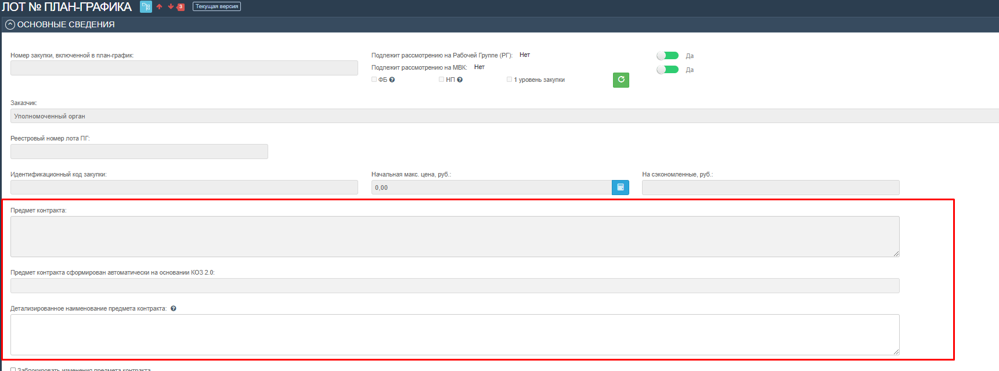 ЛОТ № ПЛАН-ГРАФИКА 3 Текущая версия
ОСНОВНЫЕ СВЕДЕНИЯ
Номер закупки, включенной в план-график:
Подлежит рассмотрению на Рабочей Группе (РГ): Нет Да
Подлежит рассмотрению на МВК: Нет Да
ФБ ? НП ? 1 уровень закупки
Заказчик:
Уполномоченный орган
Реестровый номер лота ПГ:
Идентификационный код закупки: Начальная макс. цена, руб.: На сэкономленные, руб.:
0,00
Предмет контракта:
Предмет контракта сформирован автоматически на основании КОЗ 2.0:
Детализированное наименование предмета контракта: ?
Заблокировать изменения предмета контракта